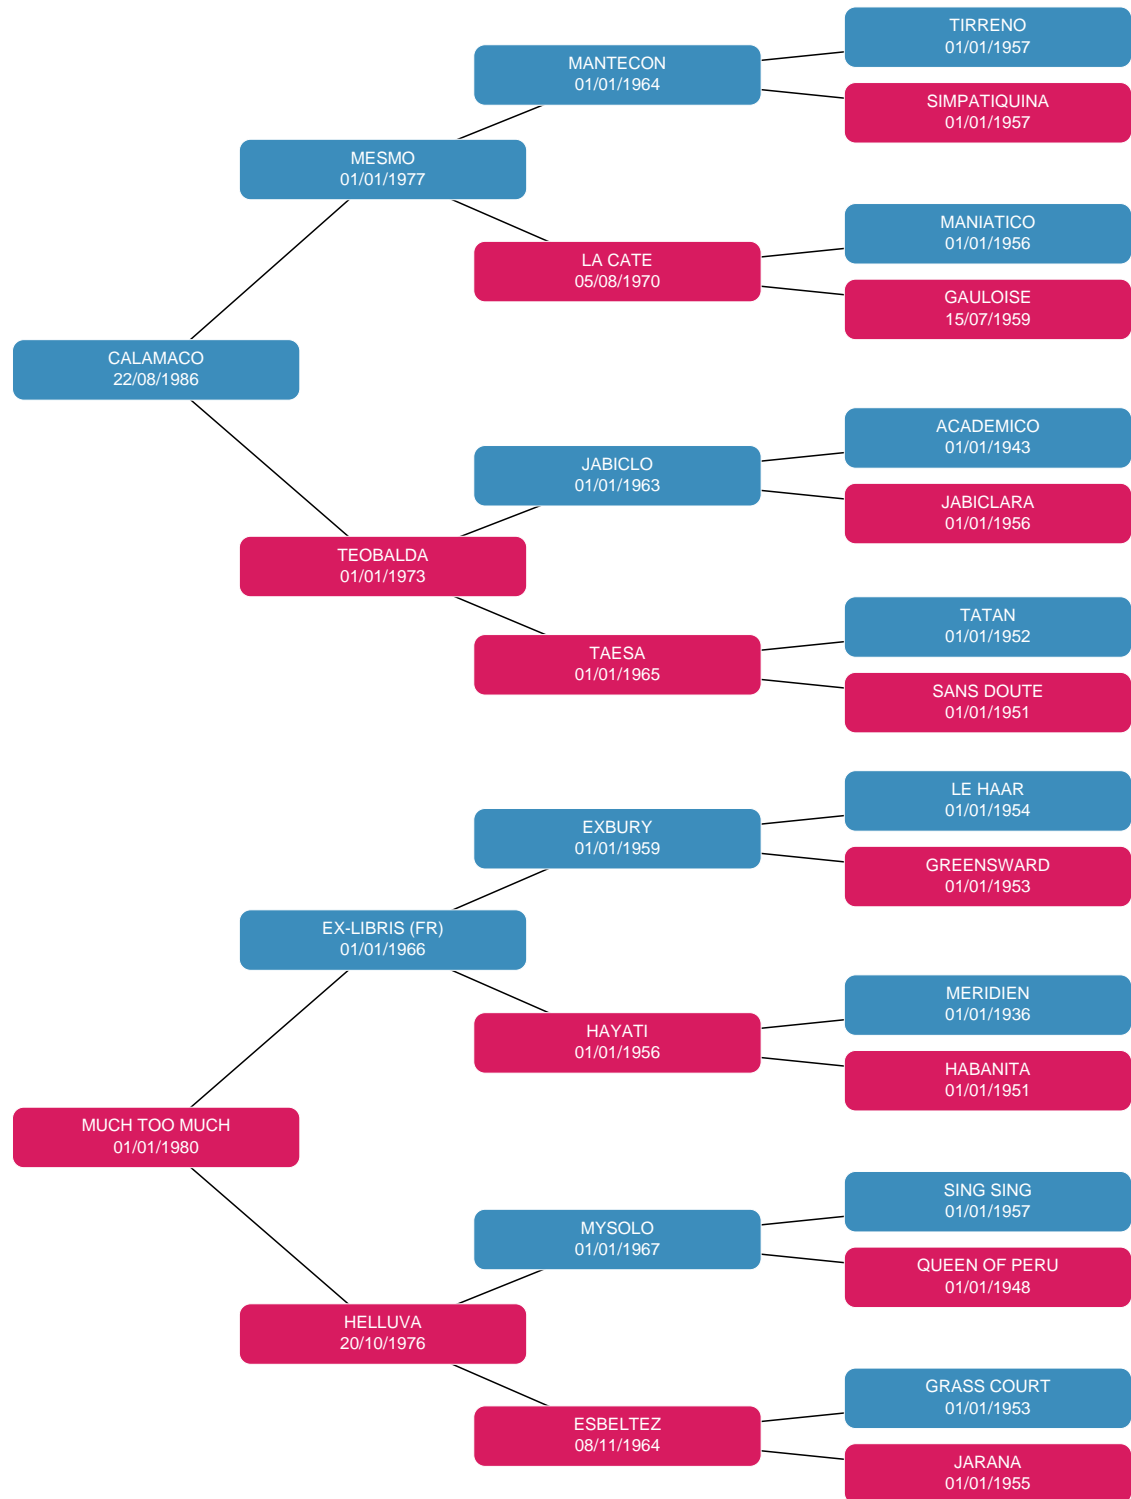 TIRRENO
01/01/1957
MANTECON
01/01/1964
SIMPATIQUINA
01/01/1957
MESMO
01/01/1977
MANIATICO
01/01/1956
LA CATE
05/08/1970
GAULOISE
15/07/1959
CALAMACO
22/08/1986
ACADEMICO
01/01/1943
JABICLO
01/01/1963
JABICLARA
01/01/1956
TEOBALDA
01/01/1973
TATAN
01/01/1952
TAESA
01/01/1965
SANS DOUTE
01/01/1951
LE HAAR
01/01/1954
EXBURY
01/01/1959
GREENSWARD
01/01/1953
EX-LIBRIS (FR)
01/01/1966
MERIDIEN
01/01/1936
HAYATI
01/01/1956
HABANITA
01/01/1951
MUCH TOO MUCH
01/01/1980
SING SING
01/01/1957
MYSOLO
01/01/1967
QUEEN OF PERU
01/01/1948
HELLUVA
20/10/1976
GRASS COURT
01/01/1953
ESBELTEZ
08/11/1964
JARANA
01/01/1955